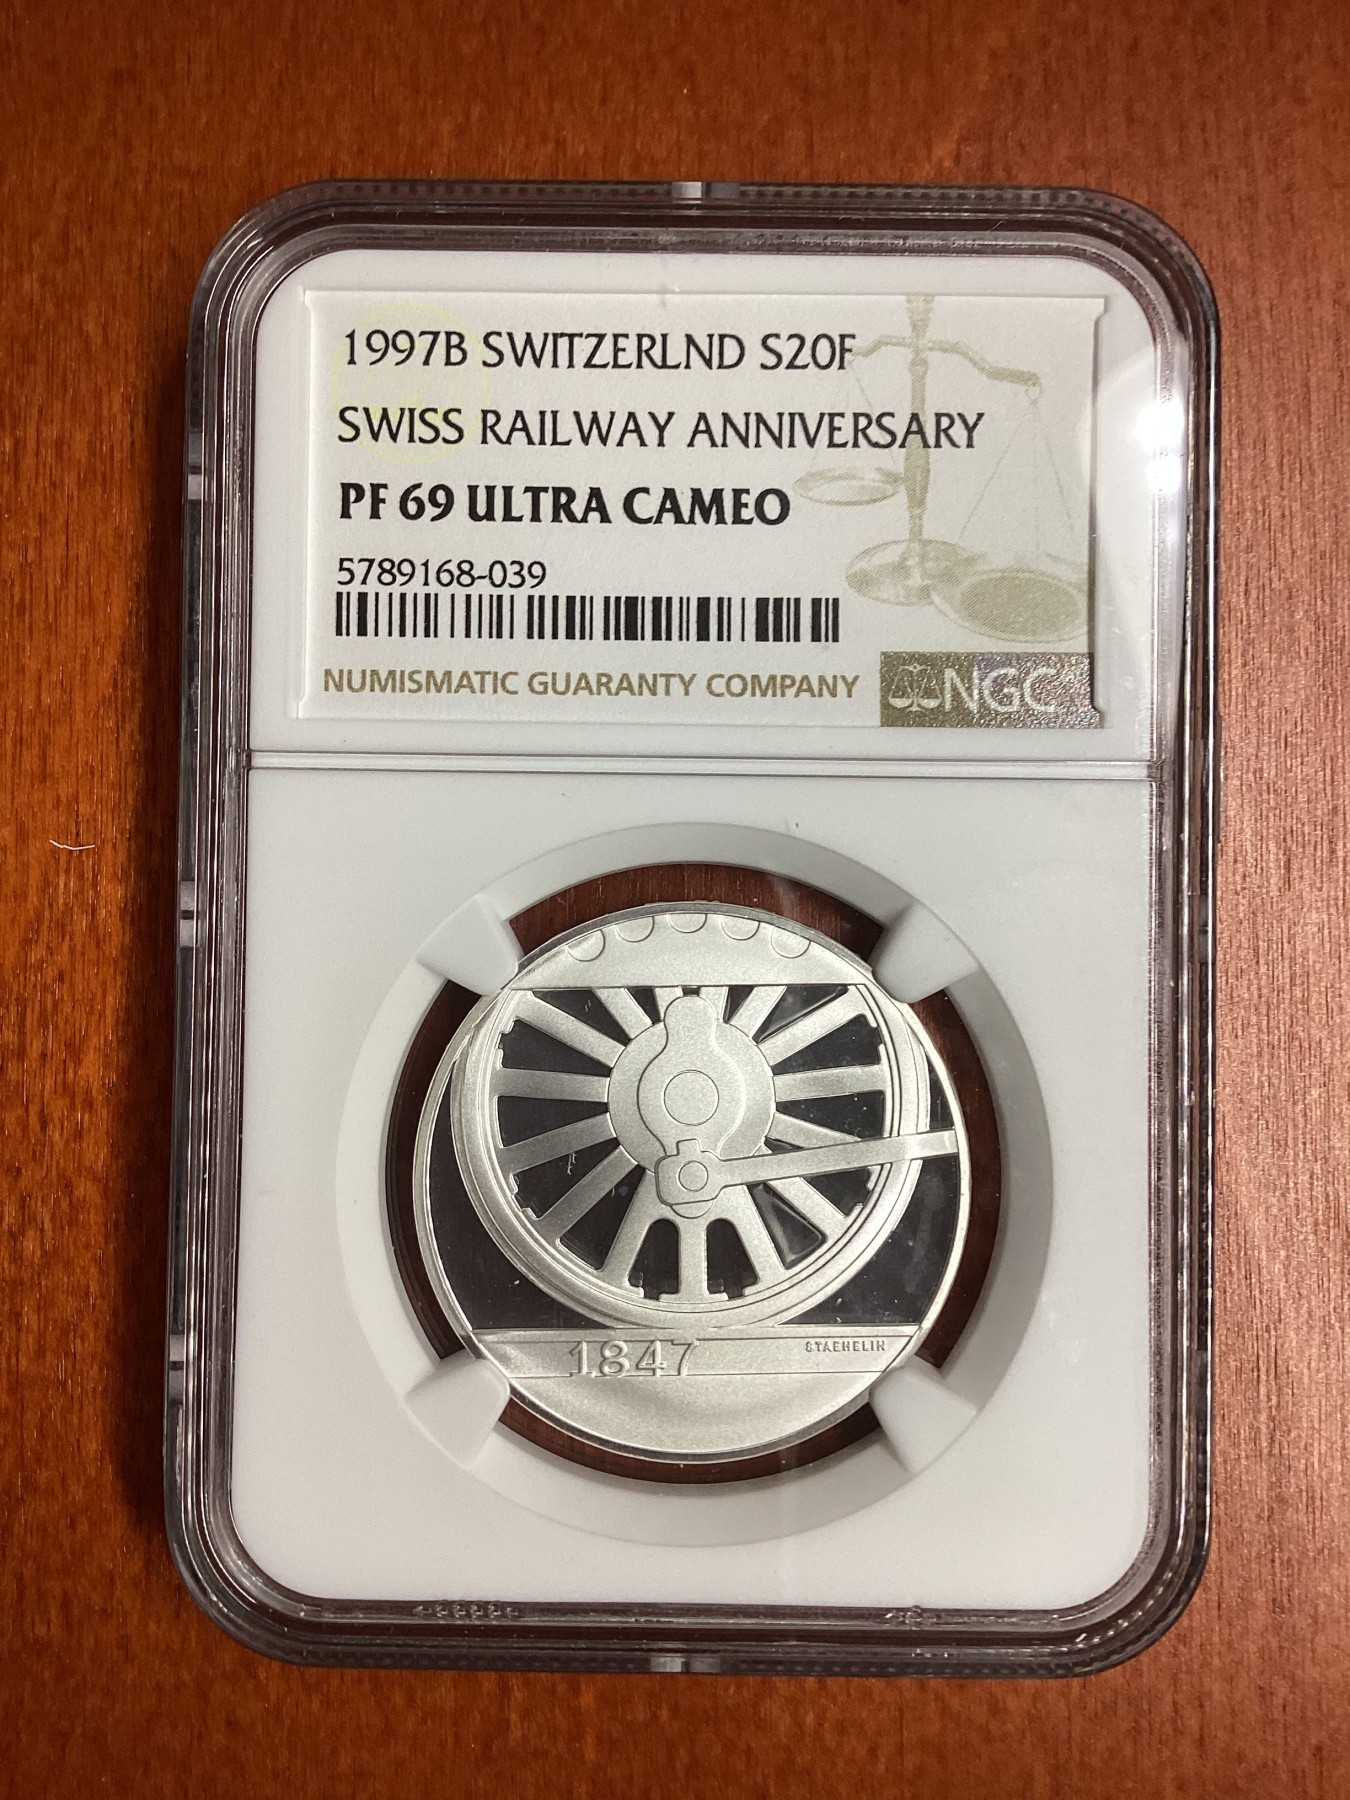 1997B SWITZERLND S20F
SWISS RAILWAY ANNIVERSARY
PF 69 ULTRA CAMEO
5789168-039
NUMISMATIC GUARANTY COMPANY NGC
1847 STAEHELIN